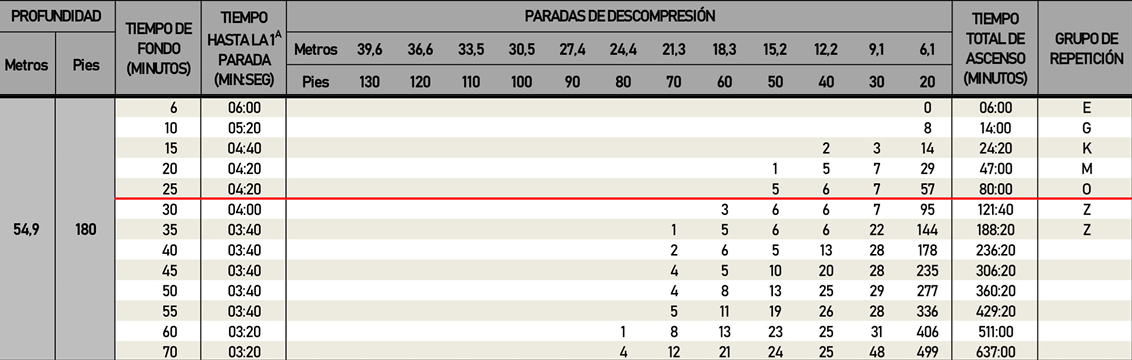 PROFUNDIDAD TIEMPO DE FONDO (MINUTOS) TIEMPO HASTA LA 1ª PARADA (MIN:SEG) PARADAS DE DESCOMPRESIÓN TIEMPO TOTAL DE ASCENSO (MINUTOS) GRUPO DE REPETICIÓN
Metros Pies Metros 39,6 36,6 33,5 30,5 27,4 24,4 21,3 18,3 15,2 12,2 9,1 6,1
Pies 130 120 110 100 90 80 70 60 50 40 30 20
6 06:00 0 06:00 E
10 05:20 8 14:00 G
15 04:40 2 3 14 24:20 K
20 04:20 1 5 7 29 47:00 M
25 04:20 5 6 7 57 80:00 O
30 04:00 3 6 6 7 95 121:40 Z
54,9 180 35 03:40 1 5 6 6 22 144 188:20 Z
40 03:40 2 6 5 13 28 178 236:20
45 03:40 4 5 10 20 28 235 306:20
50 03:40 4 8 13 25 29 277 360:20
55 03:40 5 11 19 26 28 336 429:20
60 03:20 1 8 13 23 25 31 406 511:00
70 03:20 4 12 21 24 25 48 499 637:00